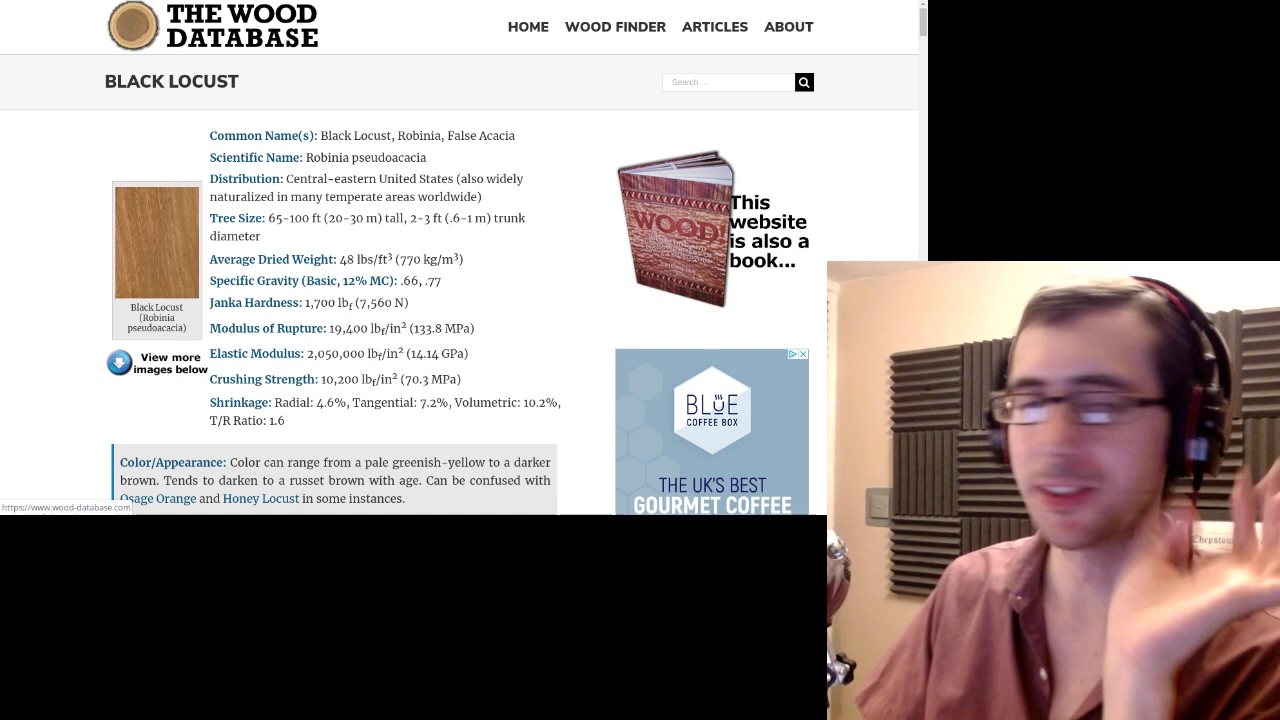 THE WOOD
DATABASE
HOME WOOD FINDER ARTICLES ABOUT
BLACK LOCUST
Search ...
Common Name(s): Black Locust, Robinia, False Acacia
Scientific Name: Robinia pseudoacacia
Distribution: Central-eastern United States (also widely
naturalized in many temperate areas worldwide)
Tree Size: 65-100 ft (20-30 m) tall, 2-3 ft (.6-1 m) trunk
diameter
Average Dried Weight: 48 lbs/ft³ (770 kg/m³)
Specific Gravity (Basic, 12% MC): .66, .77
Janka Hardness: 1,700 lbf (7,560 N)
Modulus of Rupture: 19,400 lbf/in² (133.8 MPa)
Elastic Modulus: 2,050,000 lbf/in² (14.14 GPa)
Crushing Strength: 10,200 lbf/in² (70.3 MPa)
Shrinkage: Radial: 4.6%, Tangential: 7.2%, Volumetric: 10.2%,
T/R Ratio: 1.6
Black Locust
(Robinia
pseudoacacia)
View more
images below
Color/Appearance: Color can range from a pale greenish-yellow to a darker
brown. Tends to darken to a russet brown with age. Can be confused with
Osage Orange and Honey Locust in some instances.
https://www.wood-database.com
WOOD!
This
website
is also a
book...
BLUE
COFFEE BOX
THE UK'S BEST
GOURMET COFFEE